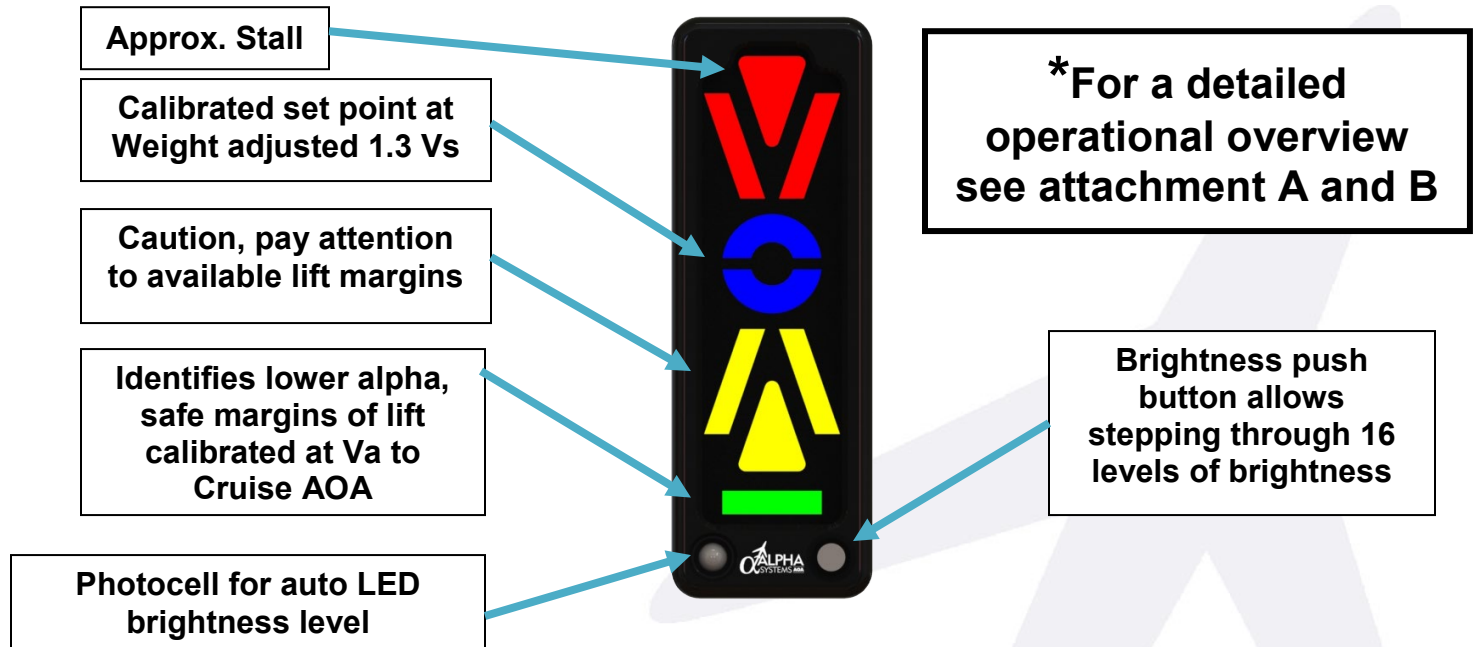 Approx. Stall
Calibrated set point at
Weight adjusted 1.3 Vs
Caution, pay attention
to available lift margins
Identifies lower alpha,
safe margins of lift
calibrated at Va to
Cruise AOA
Photocell for auto LED
brightness level
αALPHA
SYSTEMS AOA
*For a detailed
operational overview
see attachment A and B
Brightness push
button allows
stepping through 16
levels of brightness